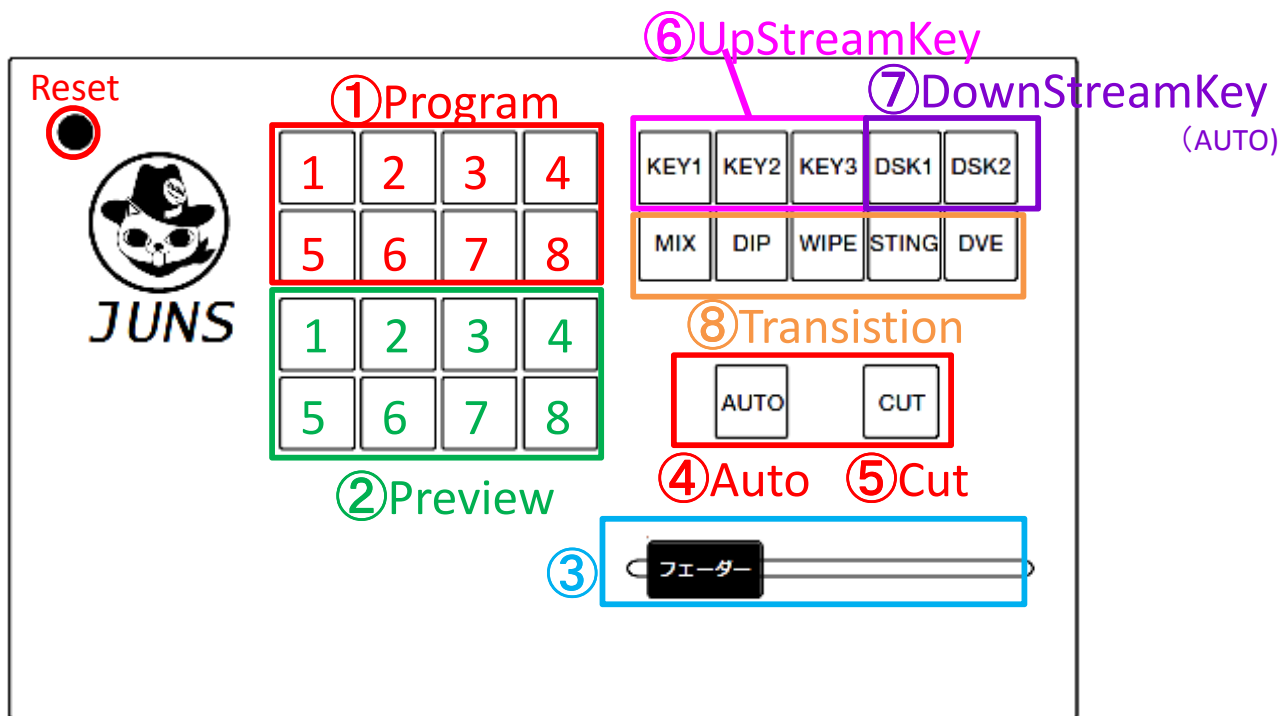 ⑥UpStreamKey
Reset
①Program
⑦DownStreamKey
（AUTO)
1 2 3 4
KEY1 KEY2 KEY3 DSK1 DSK2
5 6 7 8
MIX DIP WIPE STING DVE
JUNS
1 2 3 4
⑧Transistion
5 6 7 8
AUTO CUT
②Preview
④Auto ⑤Cut
③
フェーダー